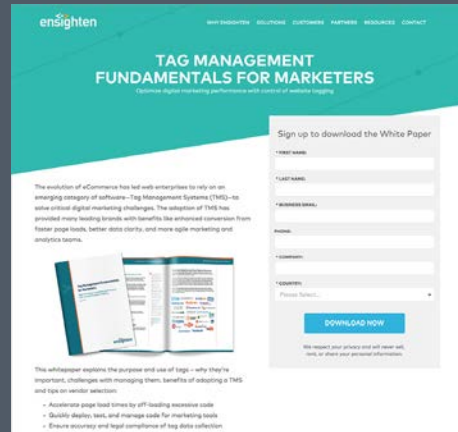 ensighten
WHY ENSIGHTEN SOLUTIONS CUSTOMERS PARTNERS RESOURCES CONTACT
TAG MANAGEMENT
FUNDAMENTALS FOR MARKETERS
Optimize digital marketing performance with control of website tagging
Sign up to download the White Paper
* FIRST NAME:
* LAST NAME:
* BUSINESS EMAIL:
PHONE:
* COMPANY:
* COUNTRY:
Please Select...
DOWNLOAD NOW
We respect your privacy and will never sell,
rent, or share your personal information.
The evolution of eCommerce has led web enterprises to rely on an
emerging category of software—Tag Management Systems (TMS)—to
solve critical digital marketing challenges. The adoption of TMS has
provided many leading brands with benefits like enhanced conversion from
faster page loads, better data clarity, and more agile marketing and
analytics teams.
Tag Management Fundamentals
for Marketers
This whitepaper explains the purpose and use of tags – why they're
important, challenges with managing them, benefits of adopting a TMS
and tips on vendor selection:
• Accelerate page load times by off-loading excessive code
• Quickly deploy, test, and manage code for marketing tools
• Ensure accuracy and legal compliance of tag data collection